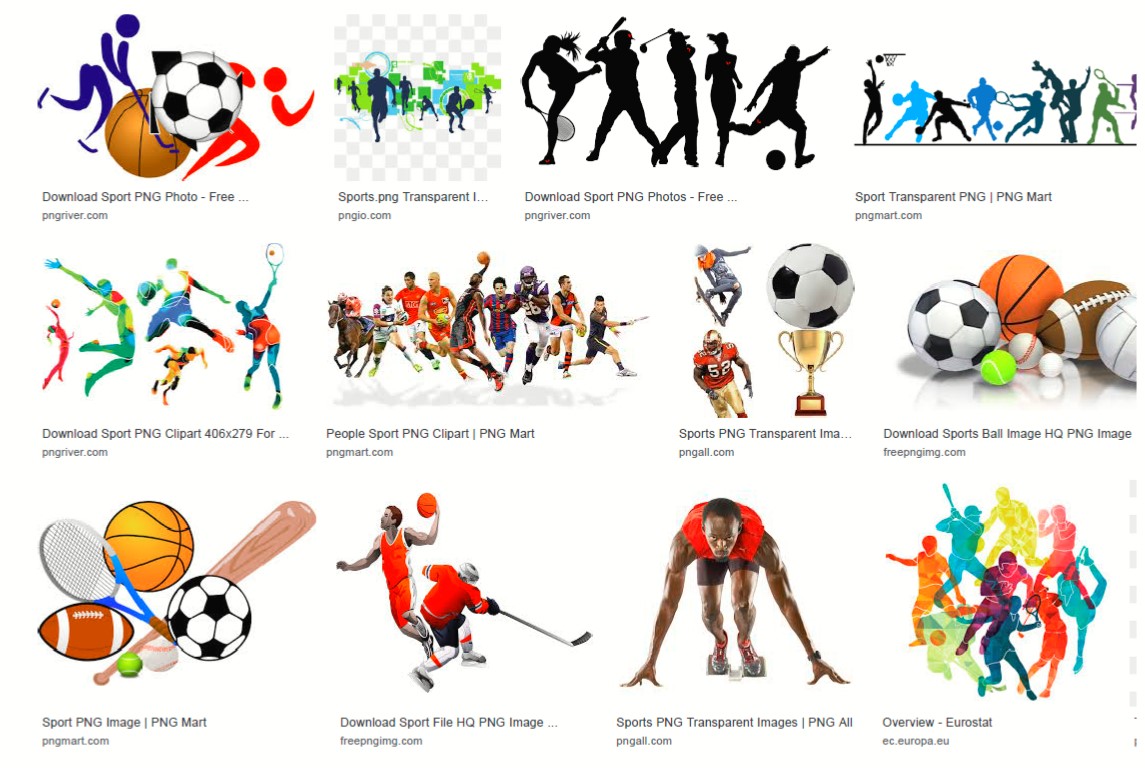 Download Sport PNG Photo - Free ...
pngriver.com
Sports.png Transparent I...
pngio.com
Download Sport PNG Photos - Free ...
pngriver.com
Sport Transparent PNG | PNG Mart
pngmart.com
Download Sport PNG Clipart 406x279 For ...
pngriver.com
People Sport PNG Clipart | PNG Mart
pngmart.com
52
Sports PNG Transparent Ima...
pngall.com
Download Sports Ball Image HQ PNG Image
freepngimg.com
Sport PNG Image | PNG Mart
pngmart.com
Download Sport File HQ PNG Image ...
freepngimg.com
Sports PNG Transparent Images | PNG All
pngall.com
Overview - Eurostat
ec.europa.eu